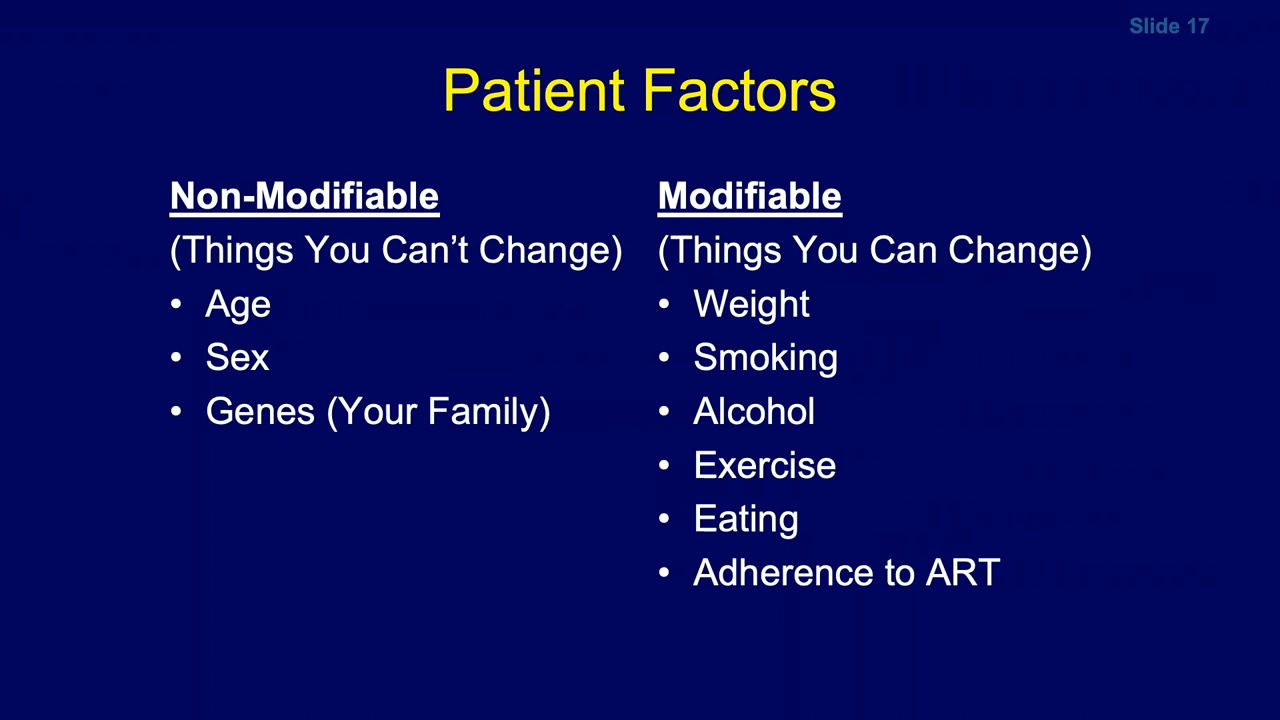 Slide 17
Patient Factors
Non-Modifiable
(Things You Can’t Change)
• Age
• Sex
• Genes (Your Family)
Modifiable
(Things You Can Change)
• Weight
• Smoking
• Alcohol
• Exercise
• Eating
• Adherence to ART